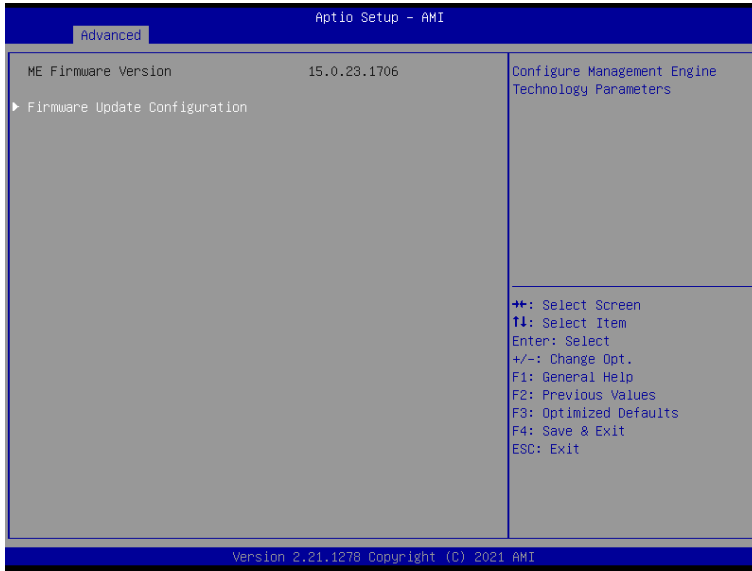 Aptio Setup – AMI
Advanced
ME Firmware Version 15.0.23.1706
Firmware Update Configuration
Configure Management Engine
Technology Parameters
→←: Select Screen
↑↓: Select Item
Enter: Select
+/-: Change Opt.
F1: General Help
F2: Previous Values
F3: Optimized Defaults
F4: Save & Exit
ESC: Exit
Version 2.21.1278 Copyright (C) 2021 AMI